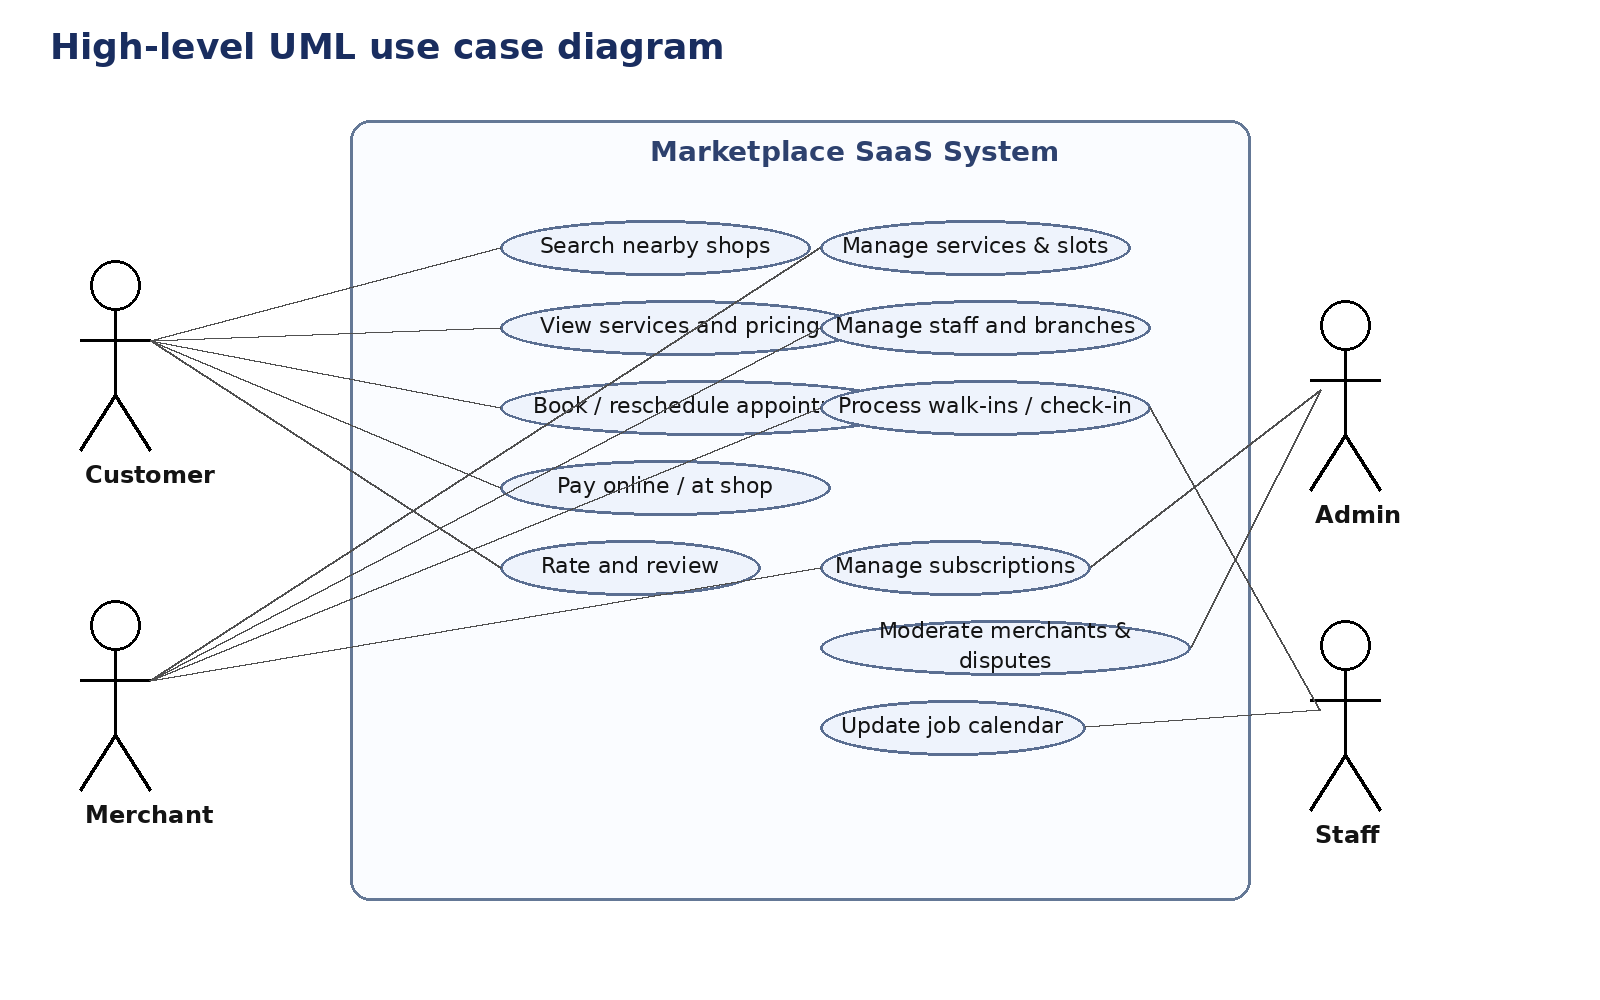 High-level UML use case diagram
Marketplace SaaS System
Search nearby shops
Manage services & slots
View services and pricing
Manage staff and branches
Book / reschedule appoint
Process walk-ins / check-in
Pay online / at shop
Rate and review
Manage subscriptions
Moderate merchants &
disputes
Update job calendar
Customer
Merchant
Admin
Staff